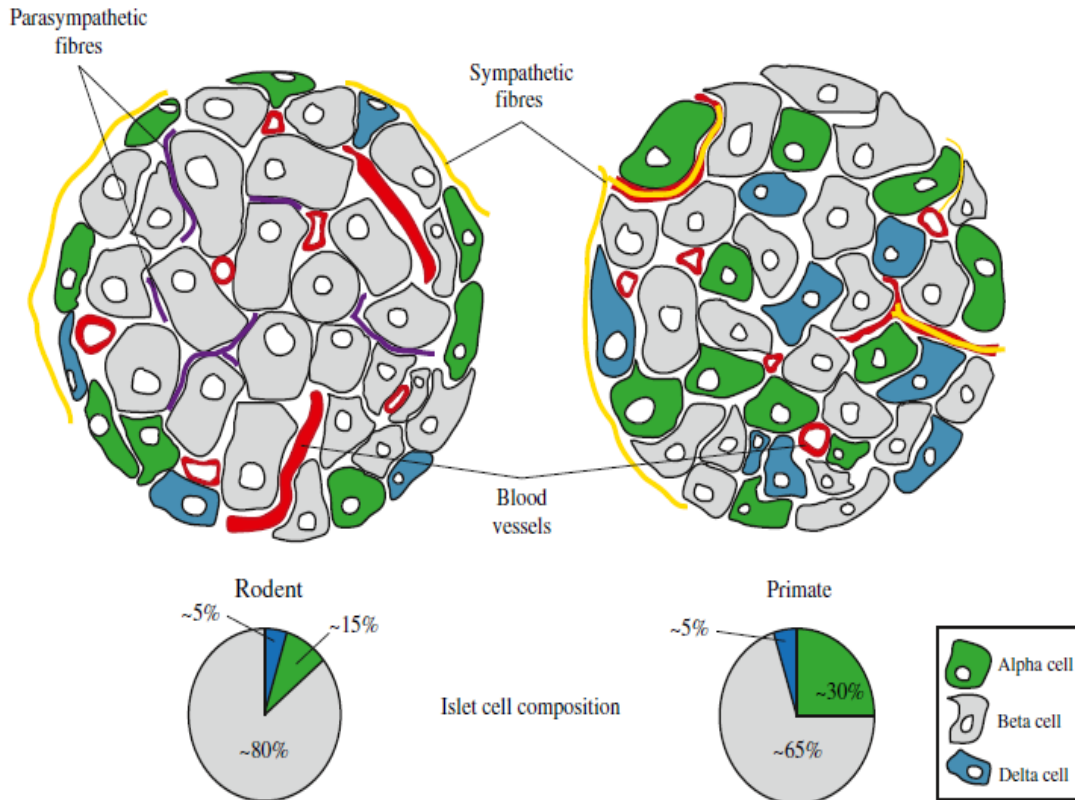 Parasympathetic
fibres
Sympathetic
fibres
Blood
vessels
Rodent
Primate
~5%
~15%
~80%
Islet cell composition
~5%
~30%
~65%
Alpha cell
Beta cell
Delta cell